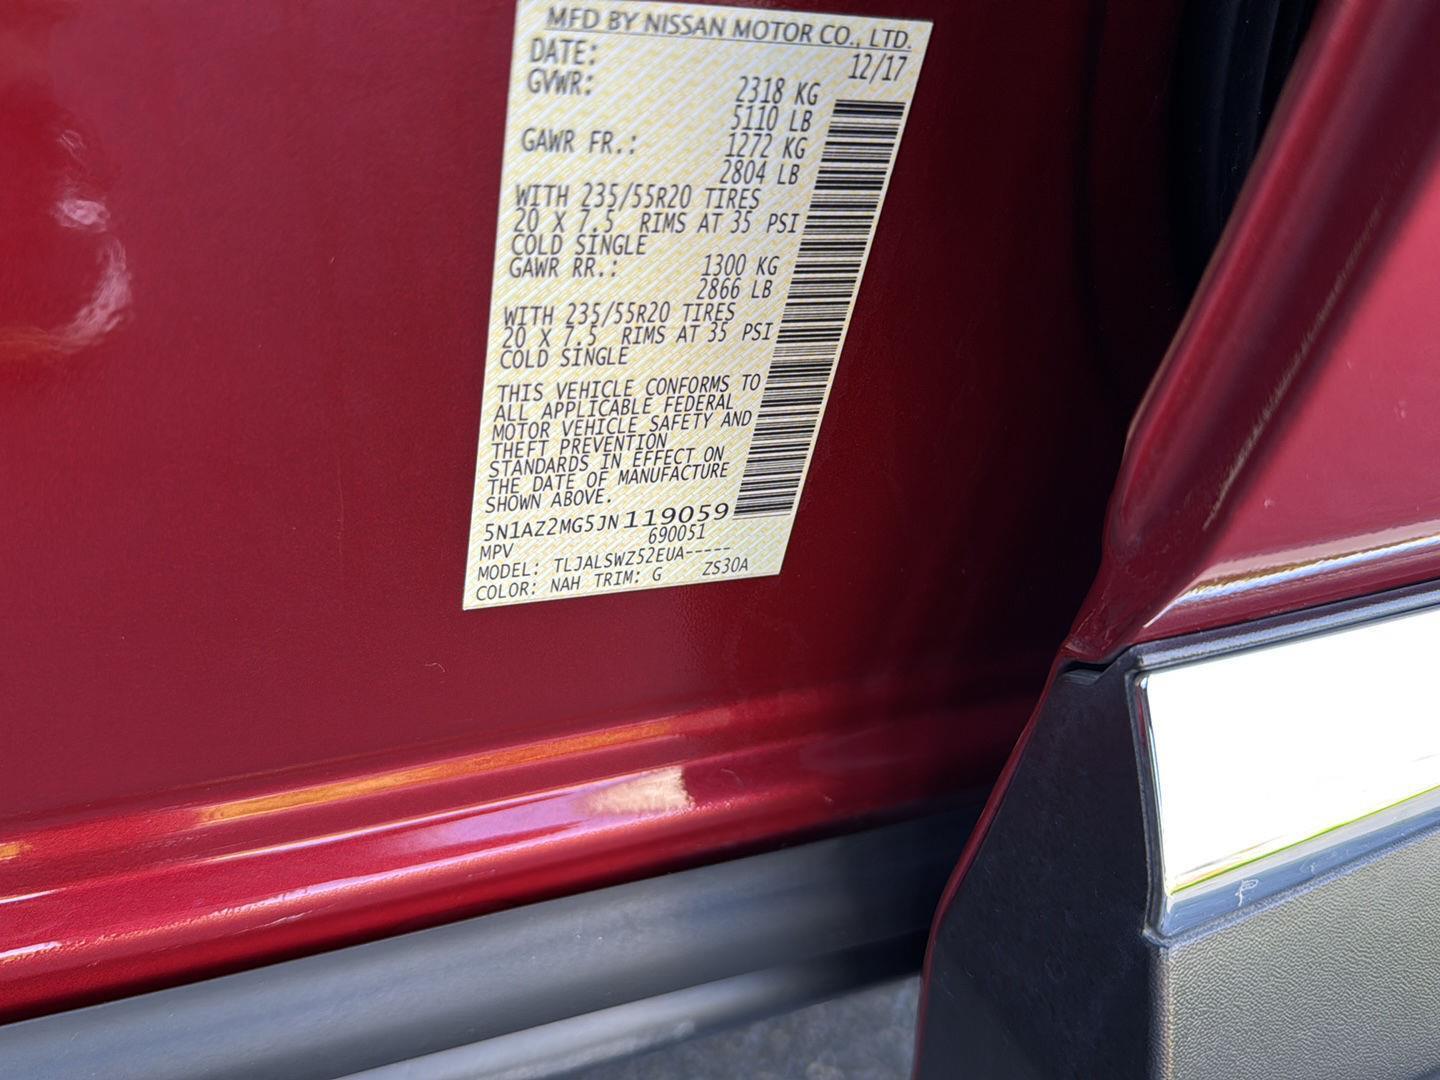 MFD BY NISSAN MOTOR CO., LTD.
DATE: 12/17
GVWR: 2318 KG
5110 LB
GAWR FR.: 1272 KG
2804 LB
WITH 235/55R20 TIRES
20 X 7.5 RIMS AT 35 PSI
COLD SINGLE
GAWR RR.: 1300 KG
2866 LB
WITH 235/55R20 TIRES
20 X 7.5 RIMS AT 35 PSI
COLD SINGLE
THIS VEHICLE CONFORMS TO
ALL APPLICABLE FEDERAL
MOTOR VEHICLE SAFETY AND
THEFT PREVENTION
STANDARDS IN EFFECT ON
THE DATE OF MANUFACTURE
SHOWN ABOVE.
5N1AZ2MG5JN119059
MPV 690051
MODEL: TLJALSWZ52EUA-----
COLOR: NAH TRIM: G ZS30A